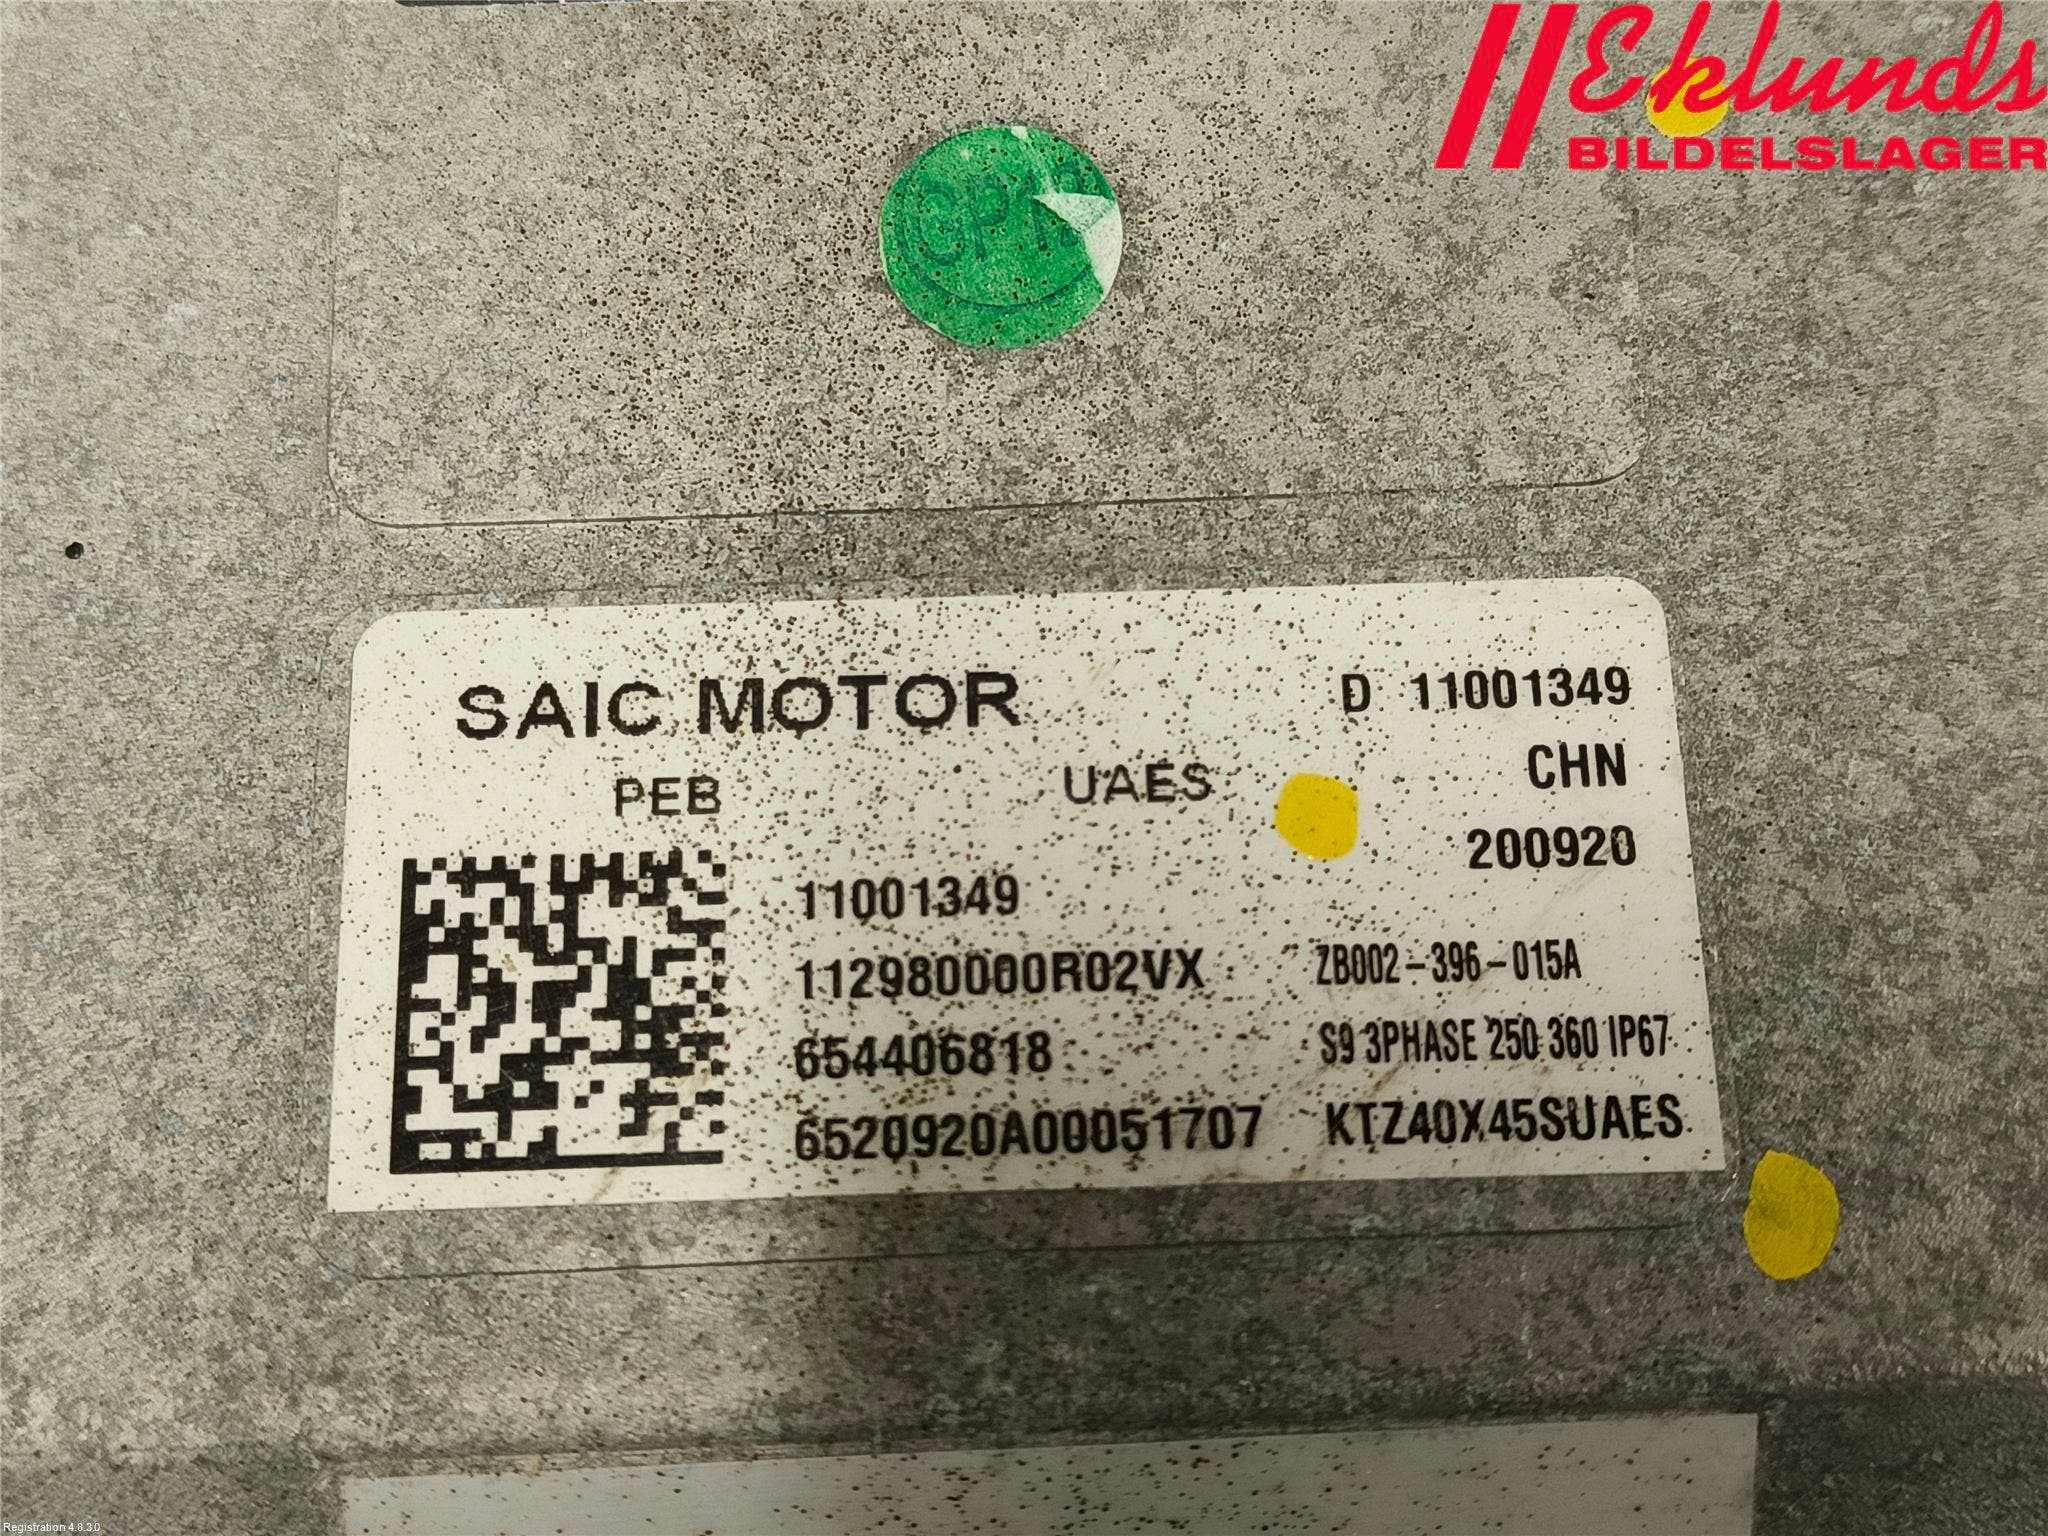 Eklunds
BILDELSLAGER
SAIC MOTOR
D 11001349
PEB
UAES
CHN
200920
11001349
112980000R02VX
ZB002-396-015A
654406818
S9 3PHASE 250 360 IP67
6520920A00051707
KTZ40X45SUAES
Registration 4.8.3.0